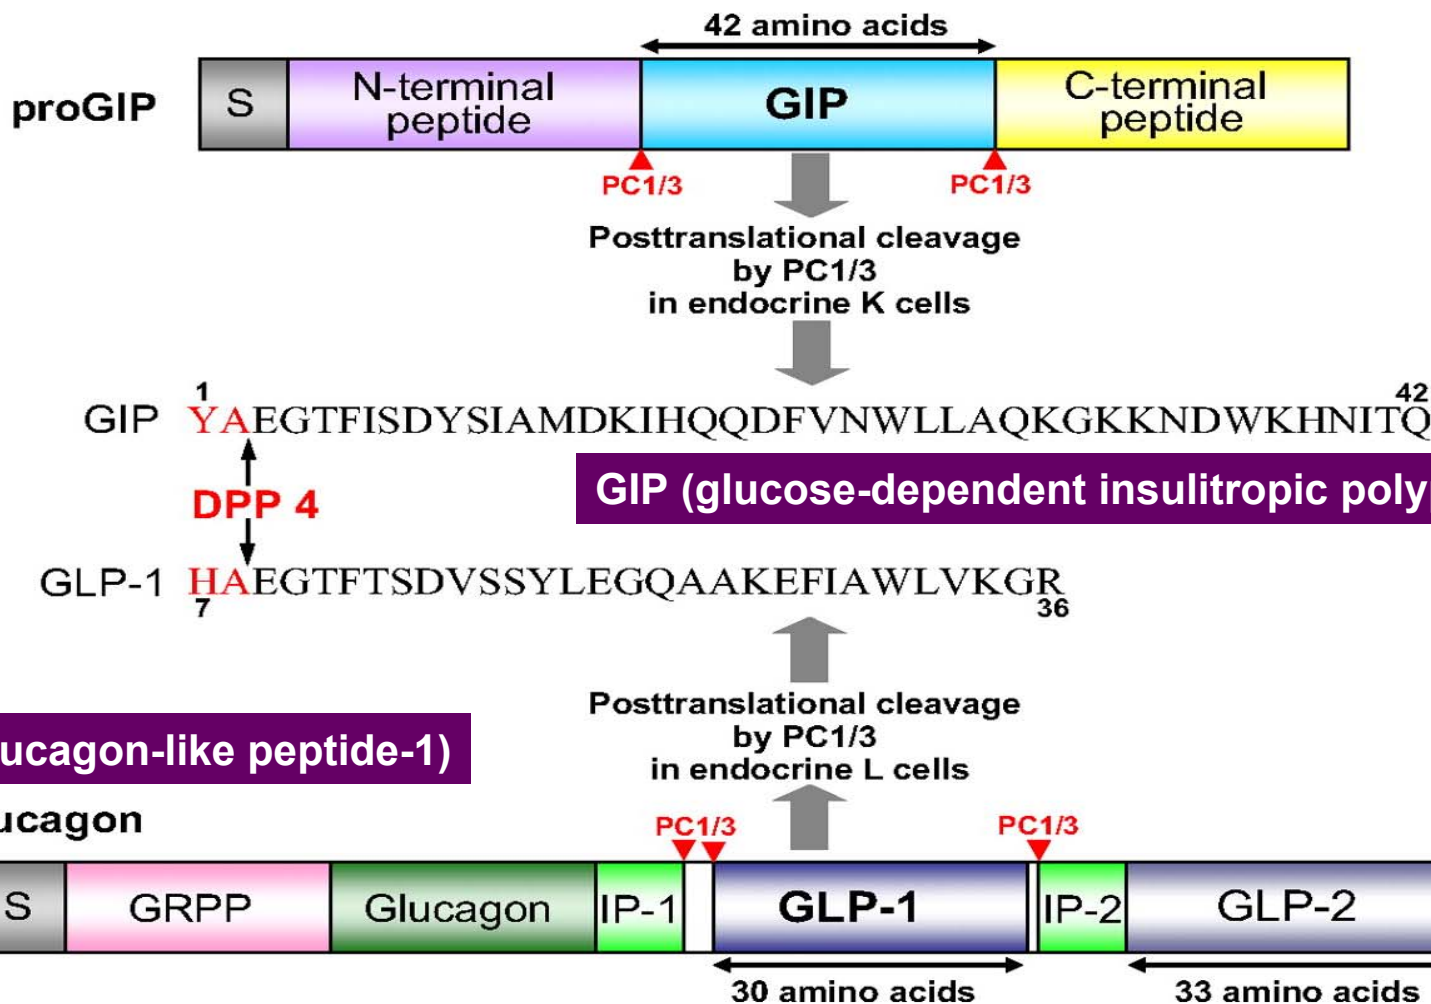 42 amino acids
proGIP
S
N-terminal
peptide
GIP
C-terminal
peptide
PC1/3
PC1/3
Posttranslational cleavage
by PC1/3
in endocrine K cells
1
42
GIP YAEGTFISDYSIAMDKIHQQDFVNWLLAQKGKKNDWKHNITQ
DPP 4
GIP (glucose-dependent insulitropic polyp
GLP-1 HAEGTFTSDVSSYLEGQAAKEFIAWLVKGR
7
36
Posttranslational cleavage
by PC1/3
in endocrine L cells
ucagon-like peptide-1)
ucagon
PC1/3
PC1/3
S
GRPP
Glucagon
IP-1
GLP-1
IP-2
GLP-2
30 amino acids
33 amino acids